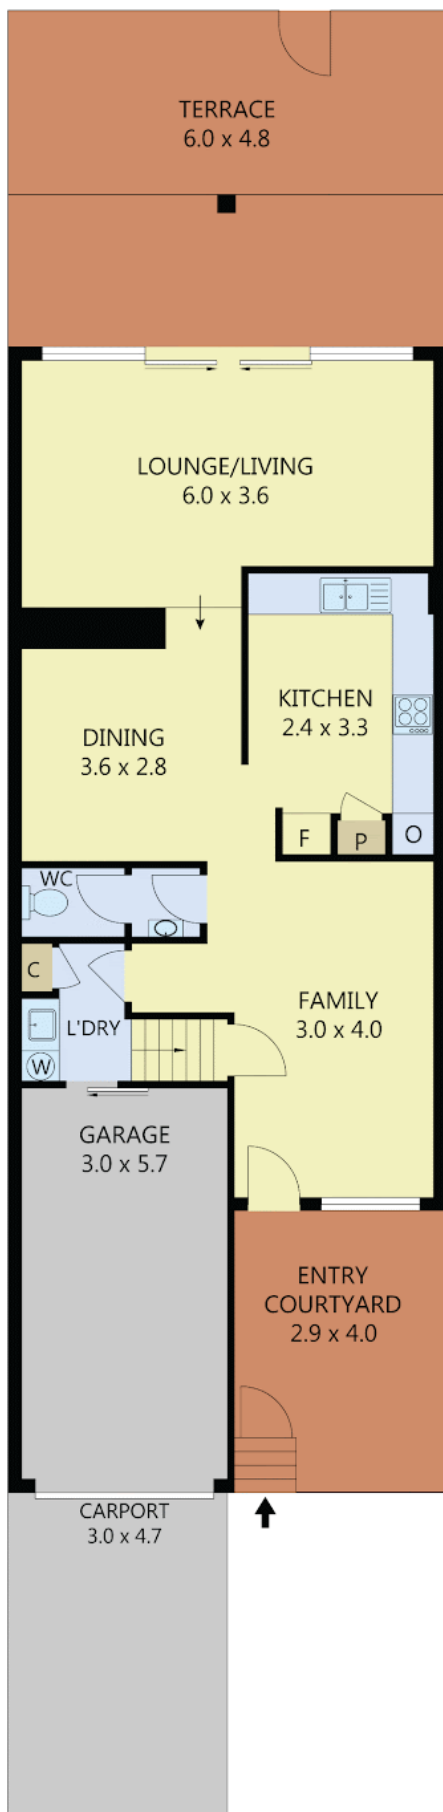 TERRACE
6.0 x 4.8
LOUNGE/LIVING
6.0 x 3.6
KITCHEN
2.4 x 3.3
DINING
3.6 x 2.8
F
P
O
WC
C
L'DRY
W
FAMILY
3.0 x 4.0
GARAGE
3.0 x 5.7
ENTRY
COURTYARD
2.9 x 4.0
CARPORT
3.0 x 4.7